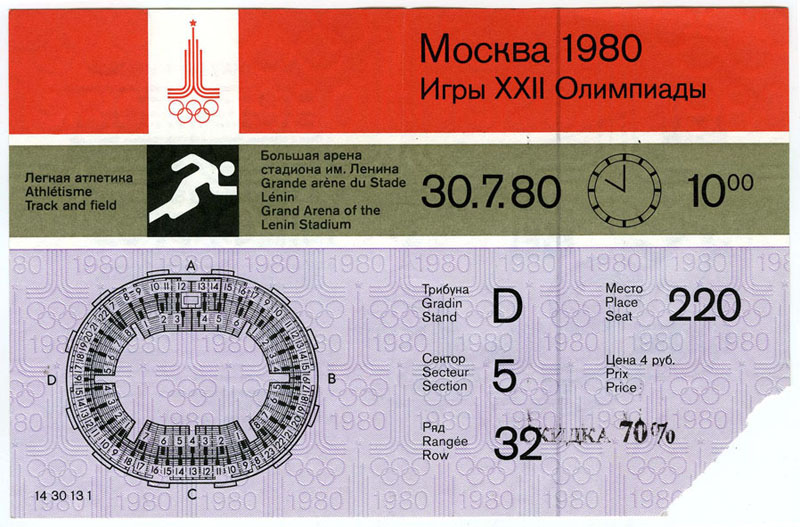 Москва 1980
Игры XXII Олимпиады
Легкая атлетика
Athlétisme
Track and field
Большая арена
стадиона им. Ленина
Grande arène du Stade
Lénin
Grand Arena of the
Lenin Stadium
30.7.80
10⁰⁰
A
B
C
D
Трибуна
Gradin
Stand
D
Место
Place
Seat
220
Сектор
Secteur
Section
5
Цена 4 руб.
Prix
Price
Ряд
Rangée
Row
32
КИДКА 70%
14 30 13 1
1980